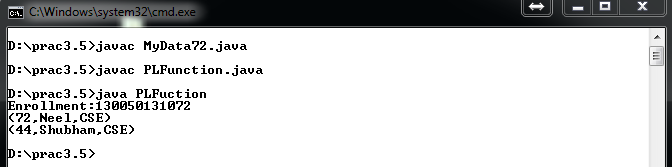 C:\Windows\system32\cmd.exe
D:\prac3.5>javac MyData72.java
D:\prac3.5>javac PLFunction.java
D:\prac3.5>java PLFuction
Enrollment:130050131072
(72,Neel,CSE)
(44,Shubham,CSE)
D:\prac3.5>